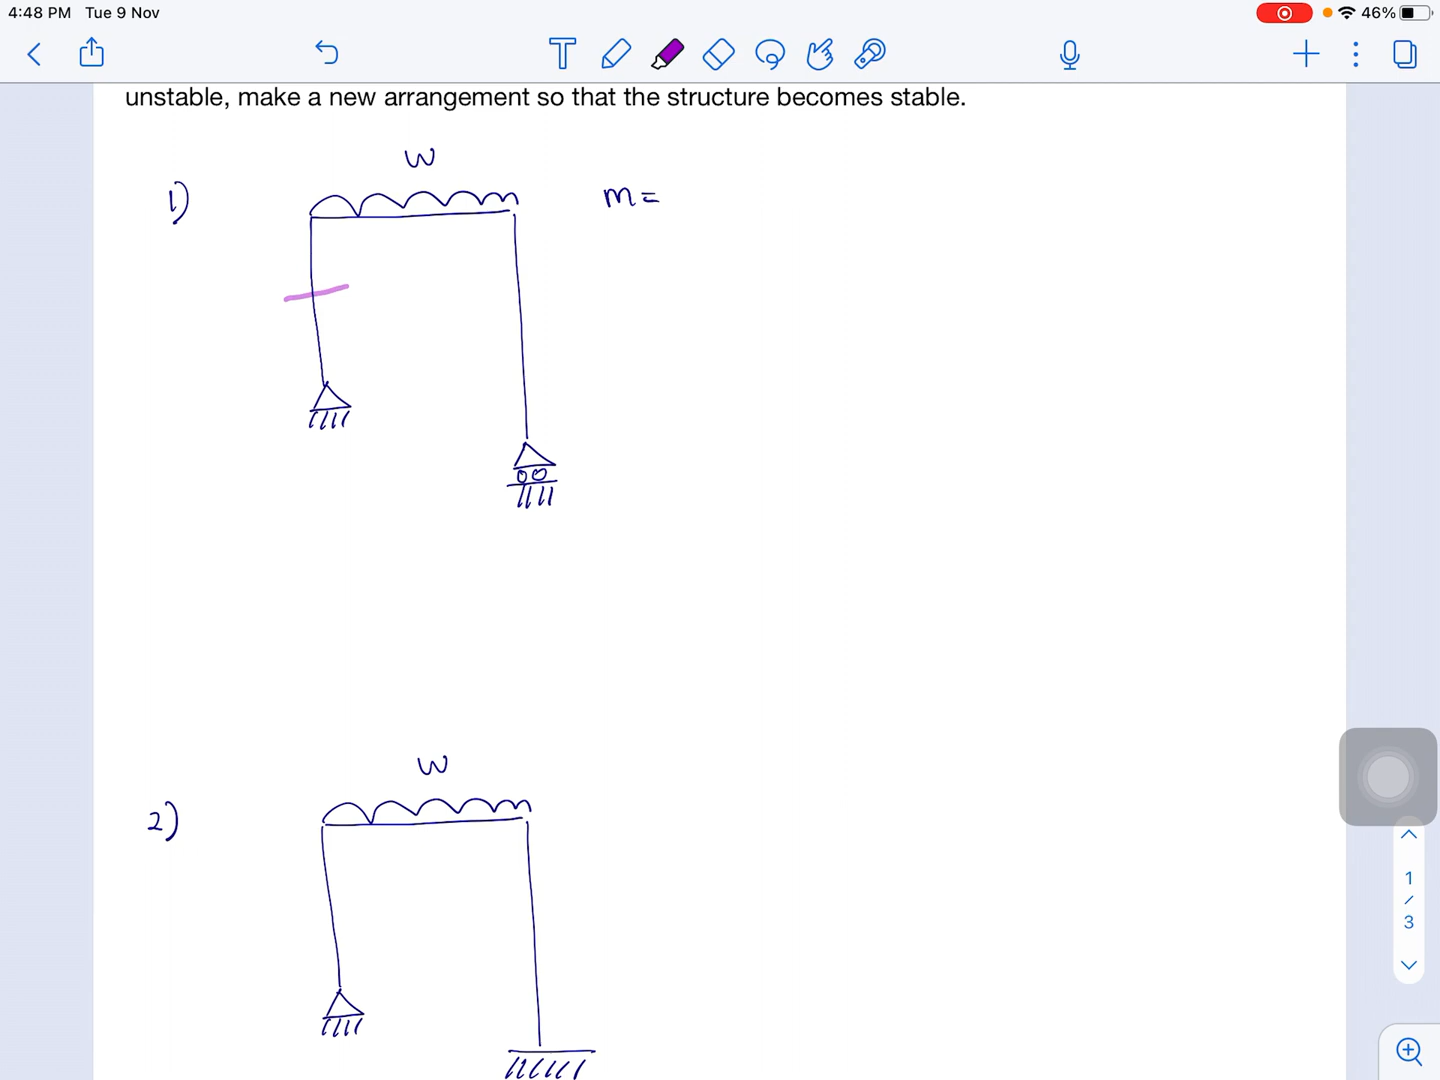 4:48 PM Tue 9 Nov
46%
T
unstable, make a new arrangement so that the structure becomes stable.
w
1)
m=
w
2)
1
/
3